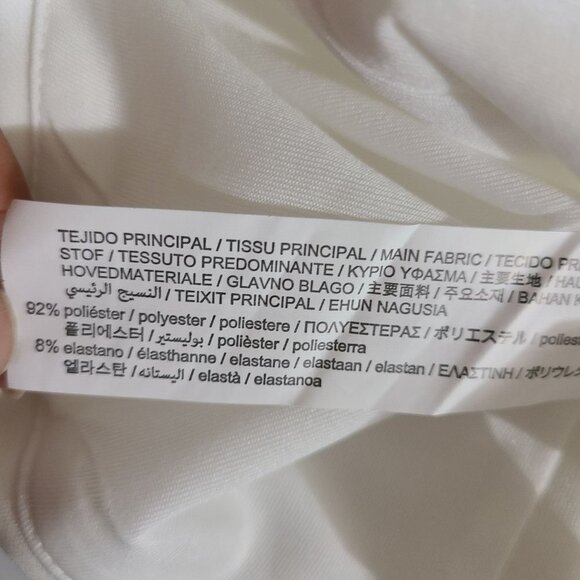 TEJIDO PRINCIPAL / TISSU PRINCIPAL / MAIN FABRIC / TECIDO
STOF / TESSUTO PREDOMINANTE / ΚΥΡΙΟ ΥΦΑΣΜΑ / 主要生地 /
HOVEDMATERIALE / GLAVNO BLAGO / 主要面料 / 주요소재 / BAHAN
النسيج الرئيسي / TEIXIT PRINCIPAL / EHUN NAGUSIA
92% poliéster / polyester / poliestere / ΠΟΛΥΕΣΤΕΡΑΣ / ポリエステル /
폴리에스터 / بوليستير / polièster / poliesterra
8% elastano / élasthanne / elastane / elastaan / elastan / ΕΛΑΣΤΙΝΗ /
엘라스탄 / اليستانه / elastà / elastanoa